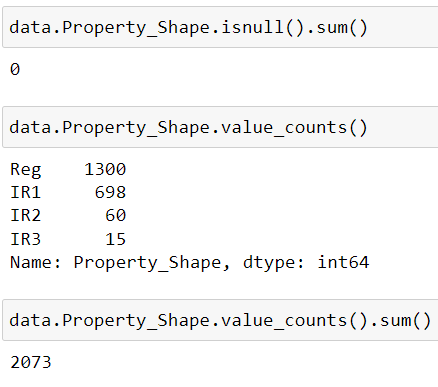 data.Property_Shape.isnull().sum()
0
data.Property_Shape.value_counts()
Reg    1300
IR1     698
IR2      60
IR3      15
Name: Property_Shape, dtype: int64
data.Property_Shape.value_counts().sum()
2073